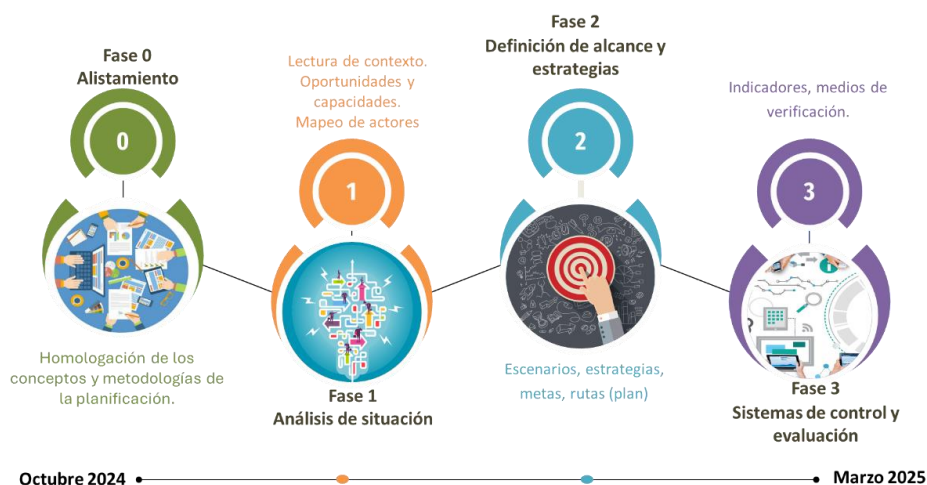 Fase 0
Alistamiento
0
Homologación de los
conceptos y metodologías de
la planificación.
Lectura de contexto.
Oportunidades y
capacidades.
Mapeo de actores
1
Fase 1
Análisis de situación
Fase 2
Definición de alcance y
estrategias
2
Escenarios, estrategias,
metas, rutas (plan)
Indicadores, medios de
verificación.
3
Fase 3
Sistemas de control y
evaluación
Octubre 2024
Marzo 2025